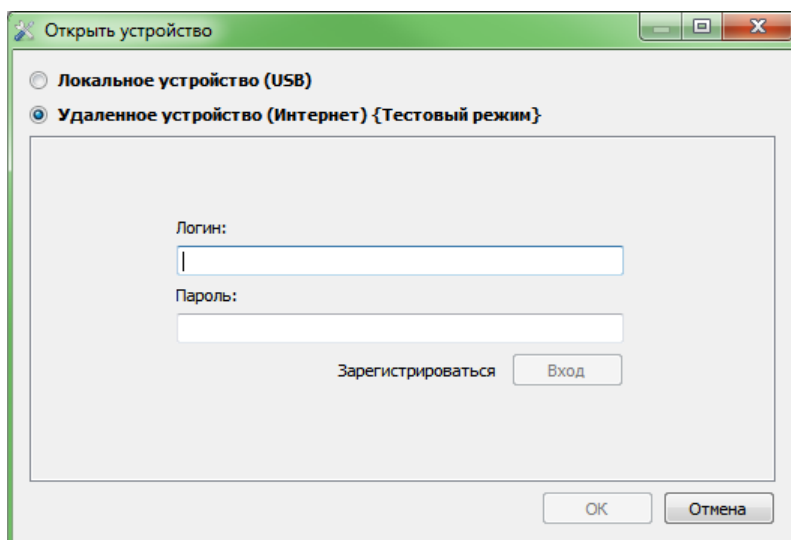 Открыть устройство
Локальное устройство (USB)
Удаленное устройство (Интернет) {Тестовый режим}
Логин:
Пароль:
Зарегистрироваться Вход
OK Отмена